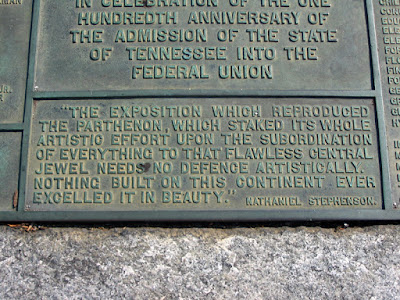 IN CELEBRATION OF THE ONE
HUNDREDTH ANNIVERSARY OF
THE ADMISSION OF THE STATE
OF TENNESSEE INTO THE
FEDERAL UNION
"THE EXPOSITION WHICH REPRODUCED
THE PARTHENON, WHICH STAKED ITS WHOLE
ARTISTIC EFFORT UPON THE SUBORDINATION
OF EVERYTHING TO THAT FLAWLESS CENTRAL
JEWEL NEEDS NO DEFENCE ARTISTICALLY.
NOTHING BUILT ON THIS CONTINENT EVER
EXCELLED IT IN BEAUTY." NATHANIEL STEPHENSON.